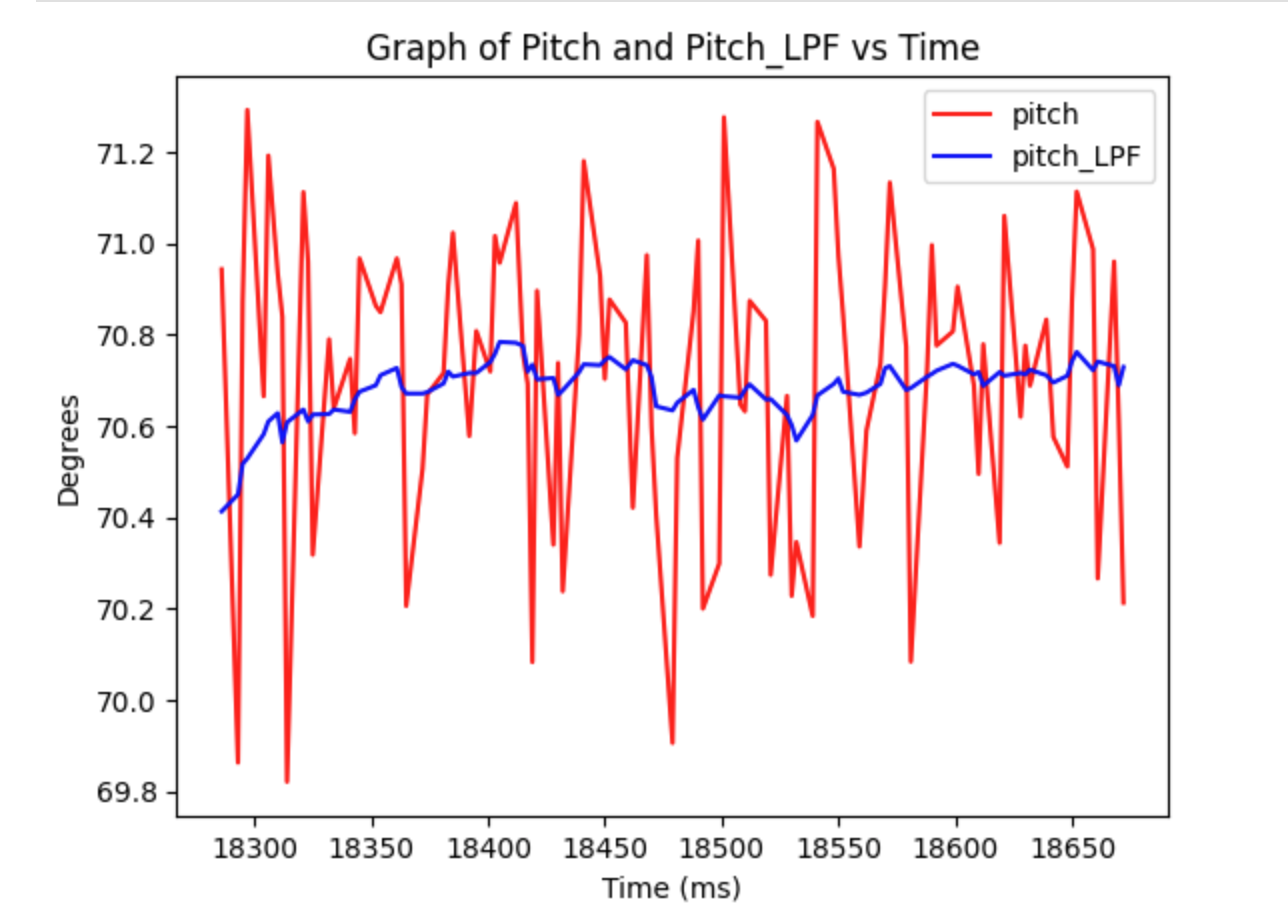 Graph of Pitch and Pitch_LPF vs Time
pitch
pitch_LPF
71.2
71.0
70.8
70.6
70.4
70.2
70.0
69.8
Degrees
18300 18350 18400 18450 18500 18550 18600 18650
Time (ms)